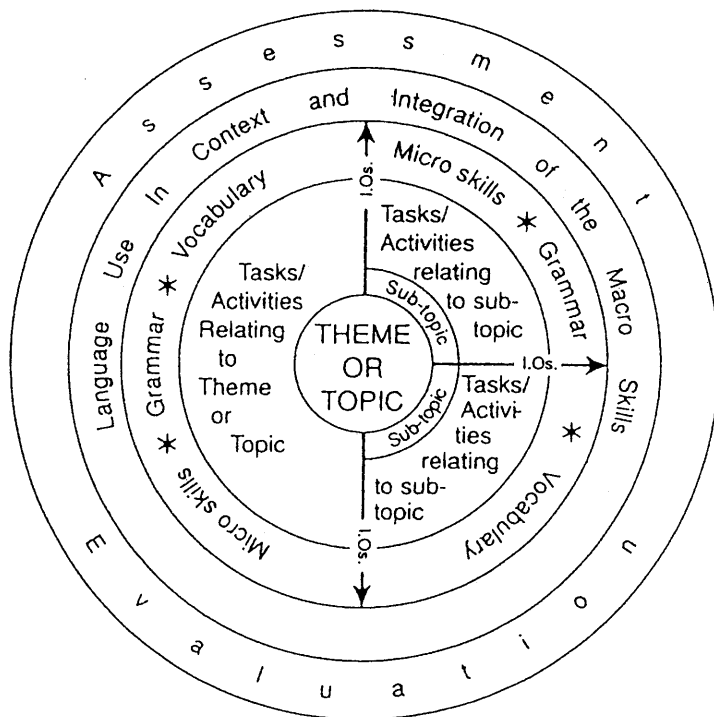 Assessment
Language Use In Context and Integration of the Macro Skills
Micro skills * Grammar * Vocabulary
Micro skills * Grammar * Vocabulary
I.Os.
Tasks/
Activities
Relating
to
Theme
or
Topic
Tasks/
Activities
relating
to sub-
topic
Sub-topic
THEME
OR
TOPIC
I.Os.
Sub-topic
Tasks/
Activi-
ties
relating
to sub-
topic
I.Os.
Evaluation